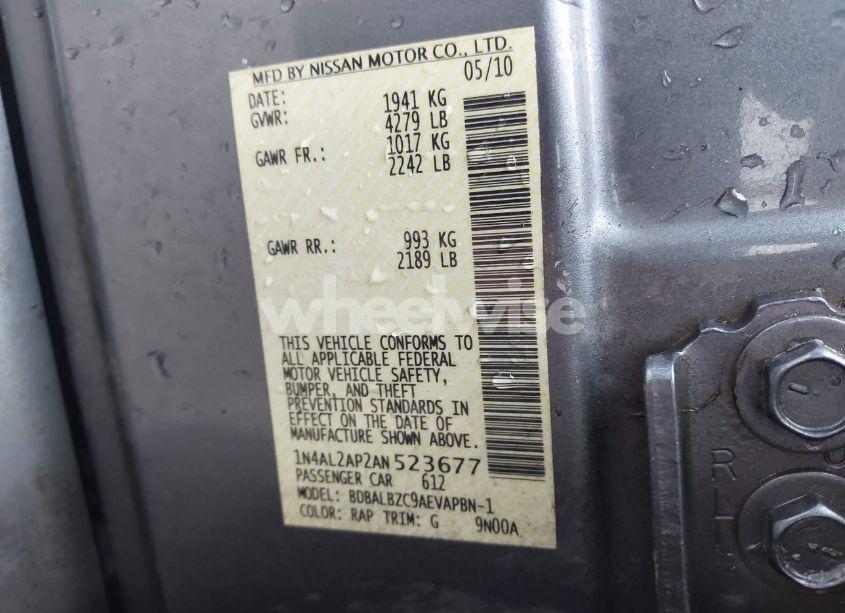 MFD BY NISSAN MOTOR CO., LTD.
DATE: 05/10
GVWR: 1941 KG
4279 LB
GAWR FR.: 1017 KG
2242 LB
GAWR RR.: 993 KG
2189 LB
wheelwise
THIS VEHICLE CONFORMS TO
ALL APPLICABLE FEDERAL
MOTOR VEHICLE SAFETY,
BUMPER, AND THEFT
PREVENTION STANDARDS IN
EFFECT ON THE DATE OF
MANUFACTURE SHOWN ABOVE.
1N4AL2AP2AN523677
PASSENGER CAR 612
MODEL: BDBALBZC9AEVAPBN-1
COLOR: RAP TRIM: G 9N00A